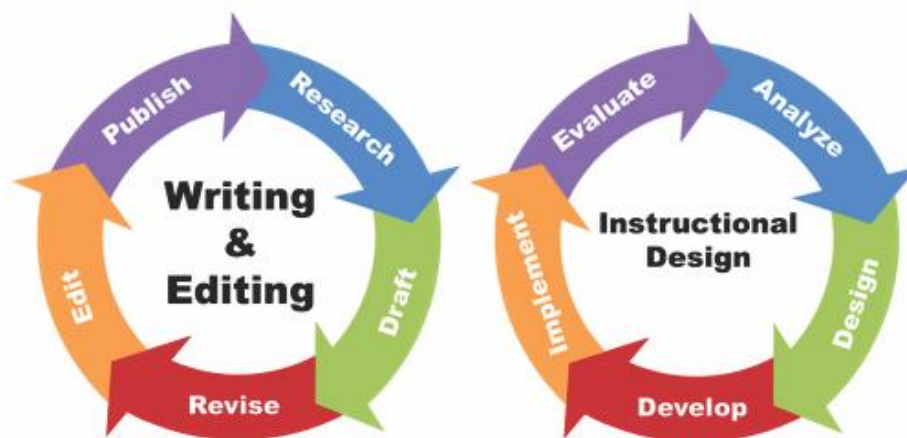 Publish
Research
Writing
&
Editing
Edit
Draft
Revise
Evaluate
Analyze
Instructional
Design
Implement
Design
Develop